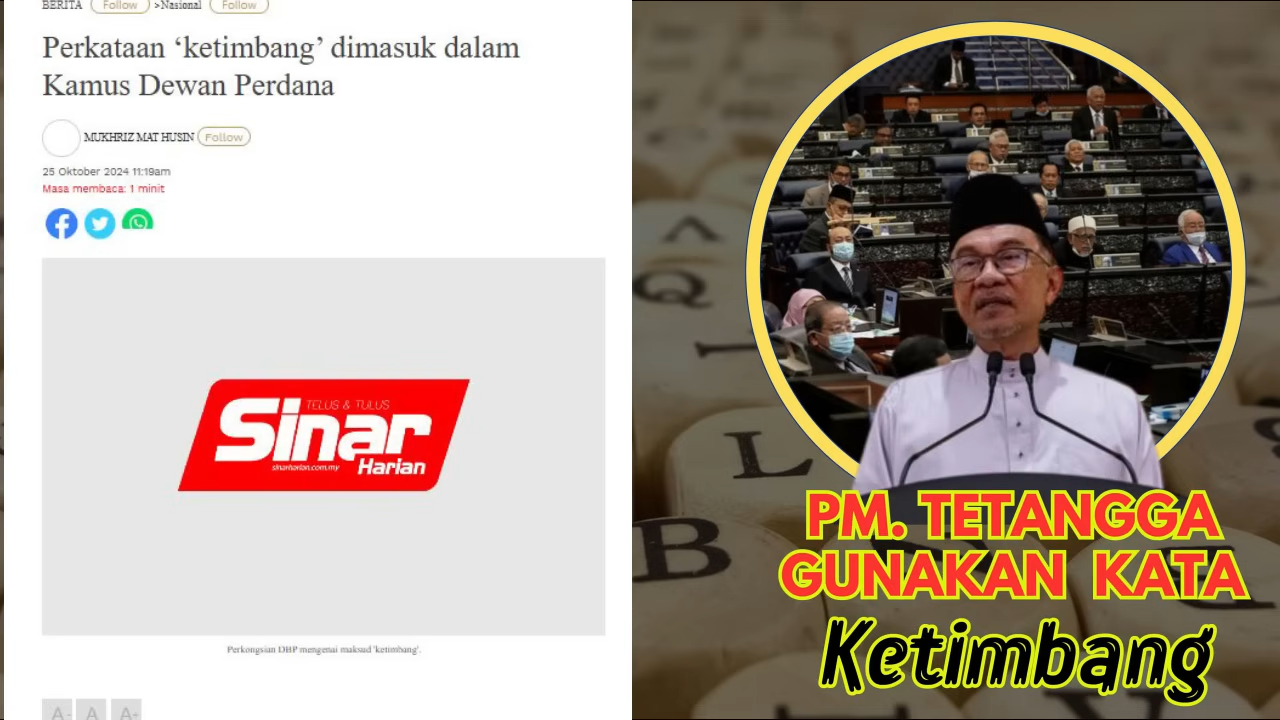 BERITA Follow >Nasional Follow
Perkataan ‘ketimbang’ dimasuk dalam
Kamus Dewan Perdana
MUKHRIZ MAT HUSIN Follow
25 Oktober 2024 11:19am
Masa membaca: 1 minit
TELUS & TULUS
Sinar
Harian
sinarharian.com.my
Perkongsian DBP mengenai maksud 'ketimbang'.
A- A A+
A
Q
L
B
PM. TETANGGA
GUNAKAN KATA
Ketimbang